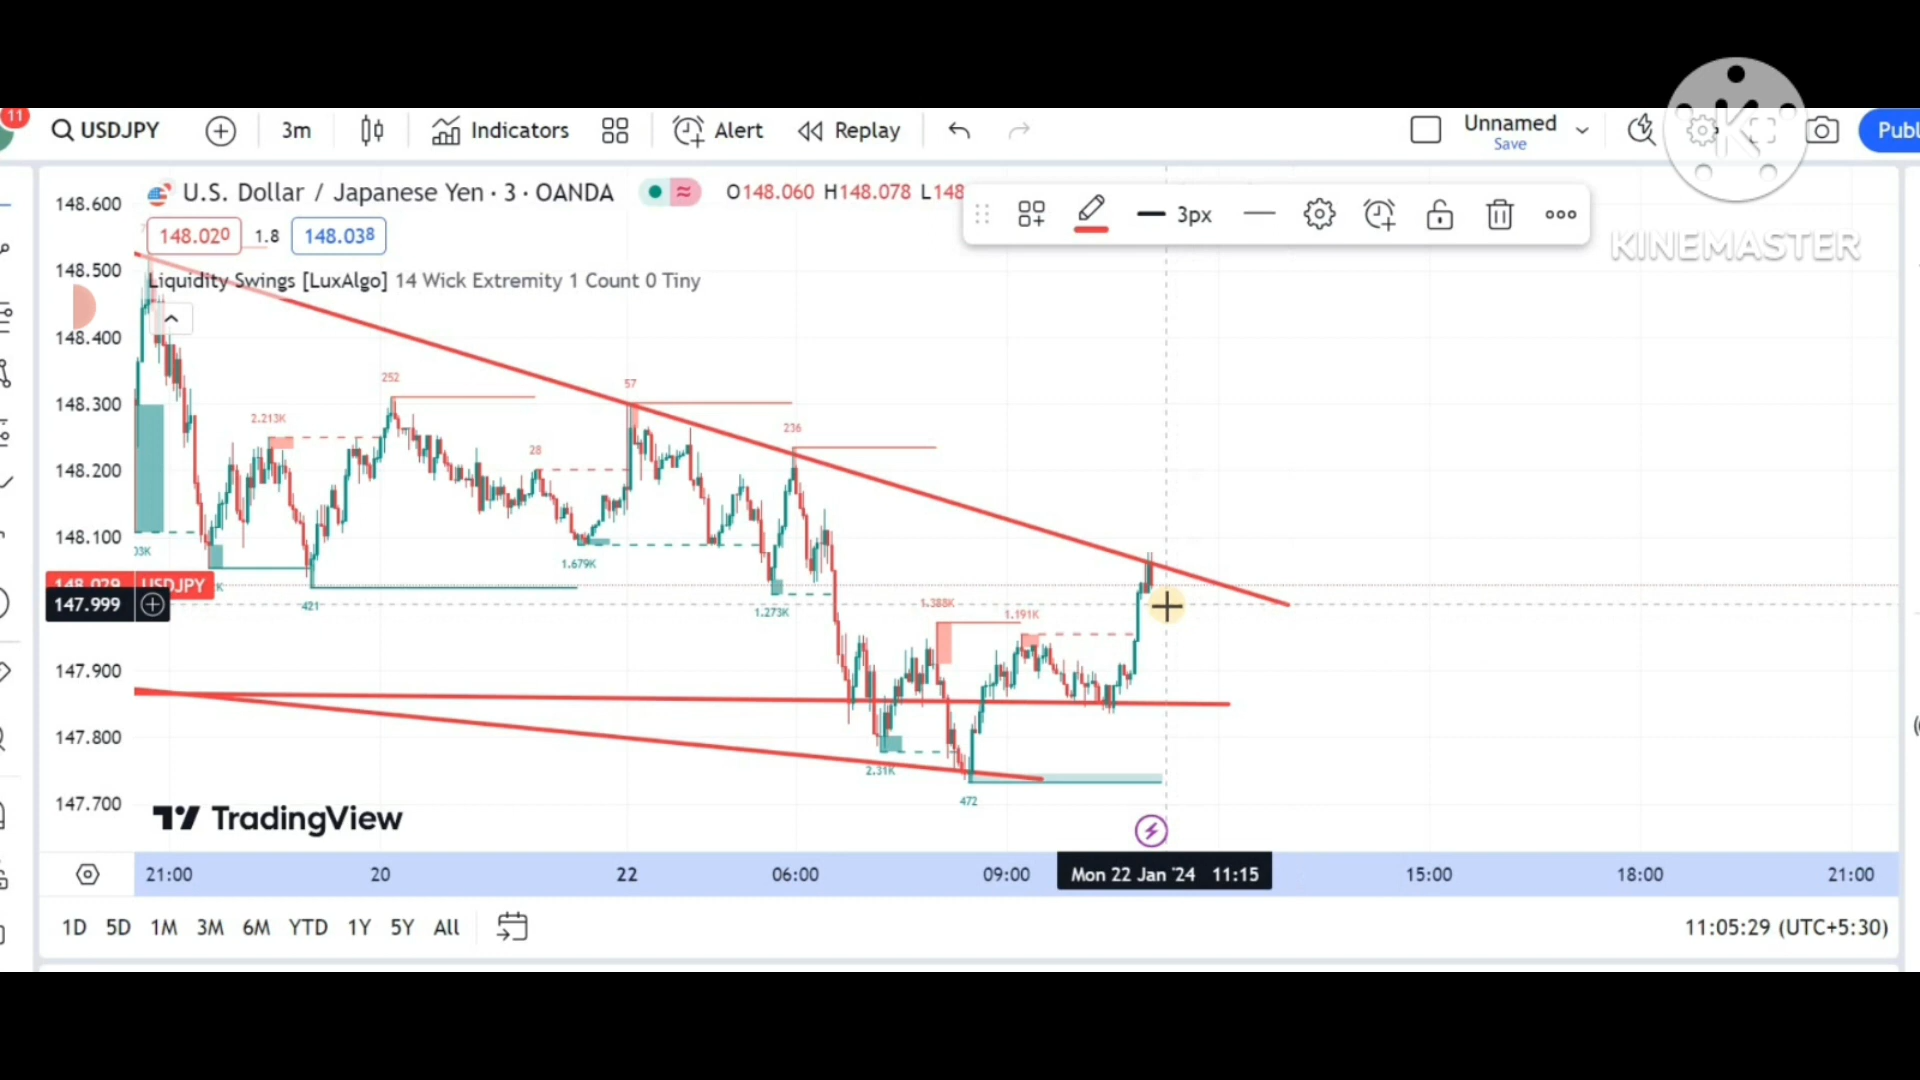 11
USDJPY
3m
Indicators
Alert
Replay
Unnamed
Save
Publ
U.S. Dollar / Japanese Yen · 3 · OANDA
O148.060 H148.078 L148
3px
148.020 1.8 148.038
KINEMASTER
Liquidity Swings [LuxAlgo] 14 Wick Extremity 1 Count 0 Tiny
148.600
148.500
148.400
148.300
148.200
148.100
148.029 USDJPY
147.999
147.900
147.800
147.700
252
57
2.213K
236
28
03K
1.679K
K
421
1.273K
1.388K
1.191K
2.31K
472
TradingView
21:00 20 22 06:00 09:00 Mon 22 Jan '24 11:15 15:00 18:00 21:00
1D 5D 1M 3M 6M YTD 1Y 5Y All
11:05:29 (UTC+5:30)